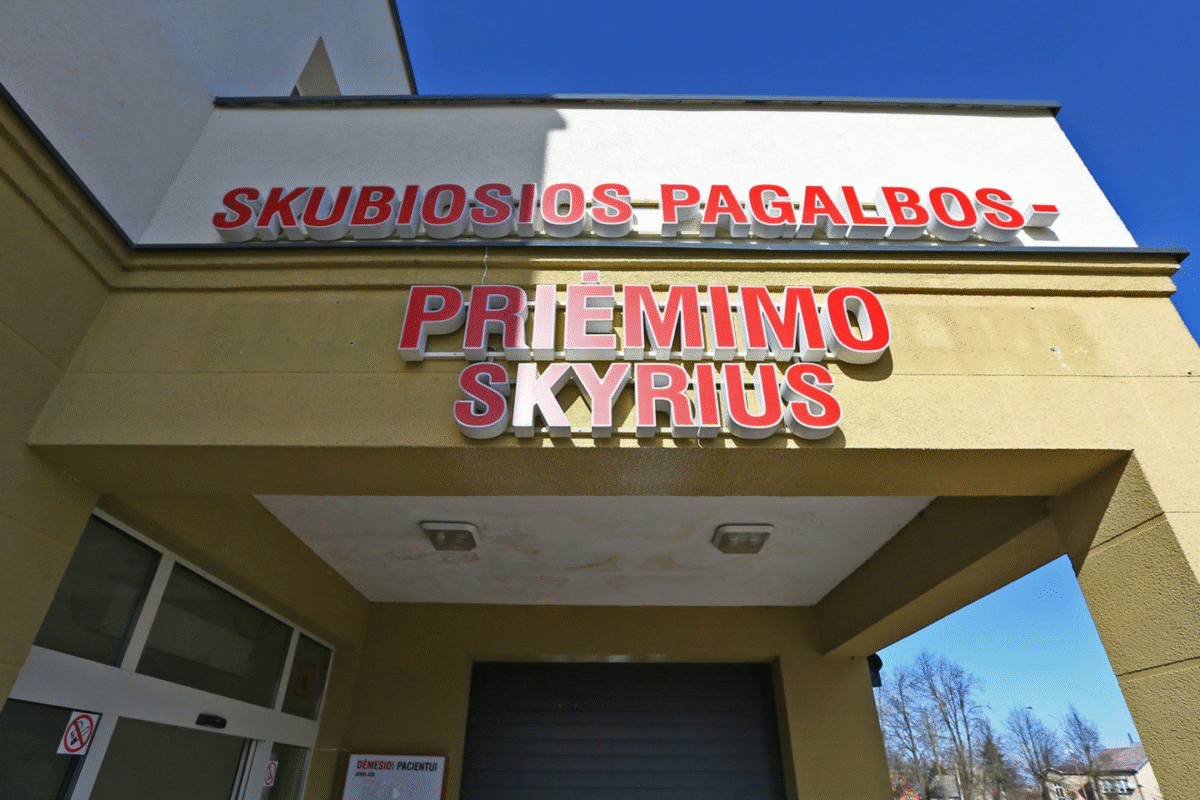 SKUBIOSIOS PAGALBOS-
PRIĖMIMO
SKYRIUS
DĖMESIO! PACIENTUI